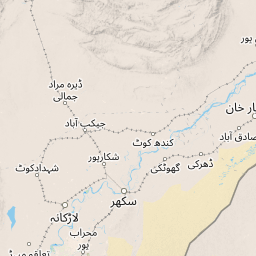 ڈیرہ مراد
جمالی
جیکب آباد
کندھ کوٹ
شکارپور
گھوٹکی
ڈھرکی
صادق آباد
یار خان
پور
شہدادکوٹ
سکھر
لاڑکانہ
محراب
پور